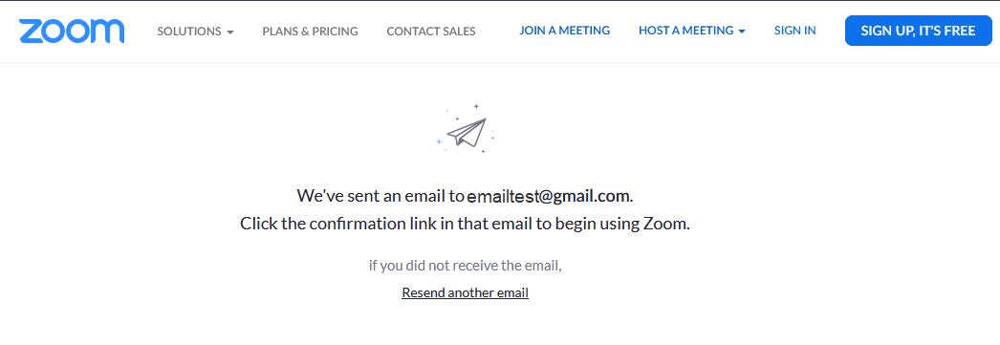 zoom
SOLUTIONS PLANS & PRICING CONTACT SALES JOIN A MEETING HOST A MEETING SIGN IN SIGN UP, IT'S FREE
We've sent an email to emailtest@gmail.com.
Click the confirmation link in that email to begin using Zoom.
if you did not receive the email,
Resend another email